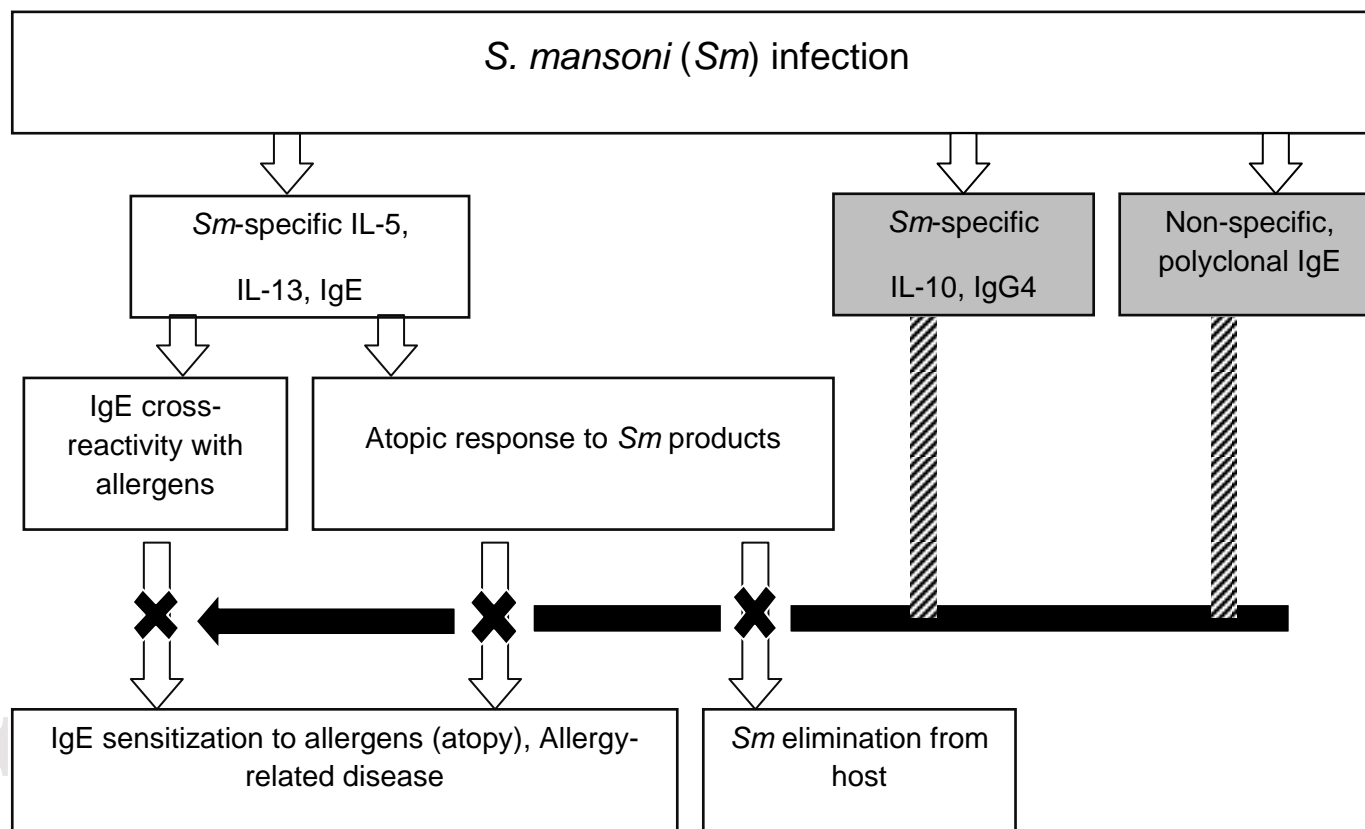 S. mansoni (Sm) infection
Sm-specific IL-5,
IL-13, IgE
Sm-specific
IL-10, IgG4
Non-specific,
polyclonal IgE
IgE cross-
reactivity with
allergens
Atopic response to Sm products
IgE sensitization to allergens (atopy), Allergy-
related disease
Sm elimination from
host